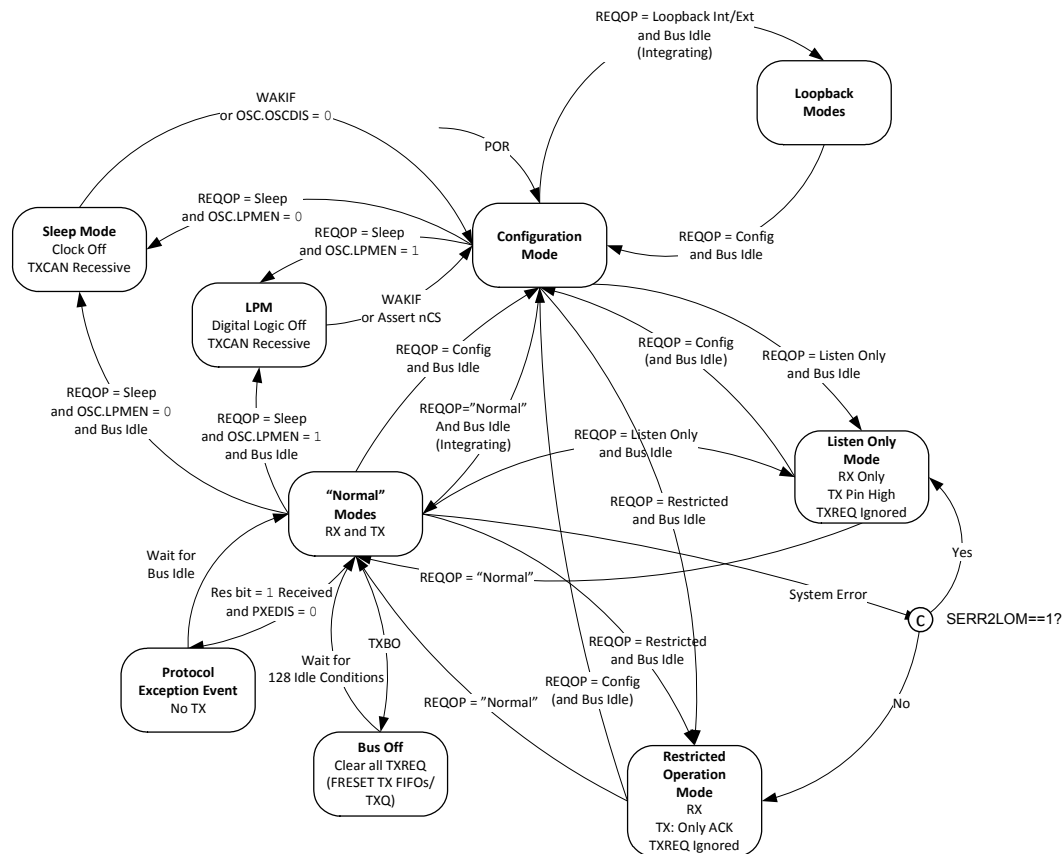 REQOP = Loopback Int/Ext
and Bus Idle
(Integrating)
Loopback
Modes
WAKIF
or OSC.OSCDIS = 0
POR
REQOP = Sleep
and OSC.LPMEN = 0
Sleep Mode
Clock Off
TXCAN Recessive
REQOP = Sleep
and OSC.LPMEN = 1
Configuration
Mode
REQOP = Config
and Bus Idle
LPM
Digital Logic Off
TXCAN Recessive
WAKIF
or Assert nCS
REQOP = Config
and Bus Idle
REQOP = Config
(and Bus Idle)
REQOP = Listen Only
and Bus Idle
REQOP = Sleep
and OSC.LPMEN = 0
and Bus Idle
REQOP = Sleep
and OSC.LPMEN = 1
and Bus Idle
REQOP=”Normal”
And Bus Idle
(Integrating)
REQOP = Listen Only
and Bus Idle
Listen Only
Mode
RX Only
TX Pin High
TXREQ Ignored
“Normal”
Modes
RX and TX
REQOP = Restricted
and Bus Idle
Wait for
Bus Idle
Yes
REQOP = “Normal”
Res bit = 1 Received
and PXEDIS = 0
System Error
C
SERR2LOM==1?
TXBO
REQOP = Restricted
and Bus Idle
Wait for
128 Idle Conditions
Protocol
Exception Event
No TX
REQOP = ”Normal”
REQOP = Config
(and Bus Idle)
No
Bus Off
Clear all TXREQ
(FRESET TX FIFOs/
TXQ)
Restricted
Operation
Mode
RX
TX: Only ACK
TXREQ Ignored